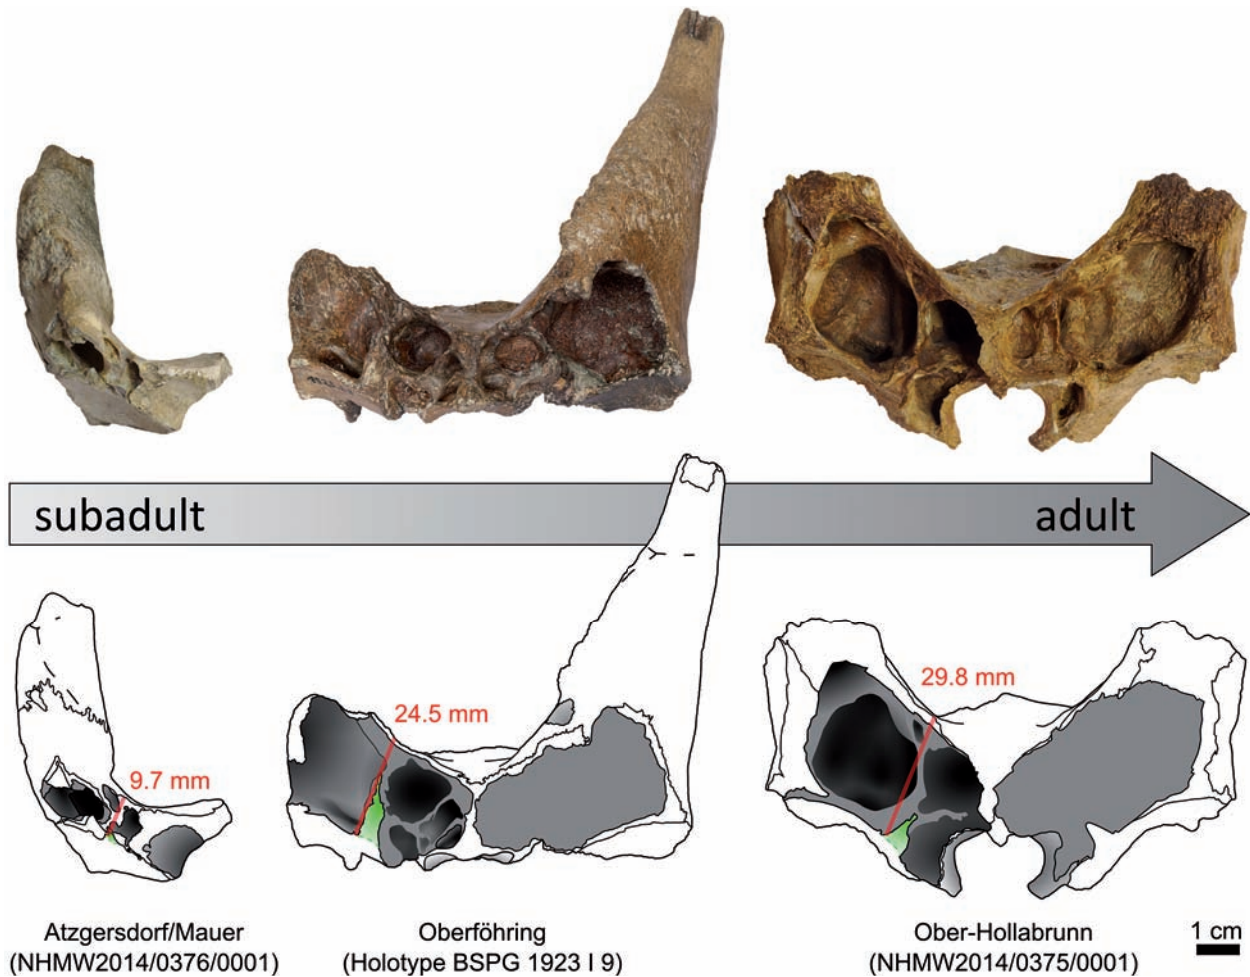 subadult
adult
9.7 mm
24.5 mm
29.8 mm
Atzgersdorf/Mauer
(NHMW2014/0376/0001)
Oberföhring
(Holotype BSPG 1923 I 9)
Ober-Hollabrunn
(NHMW2014/0375/0001)
1 cm